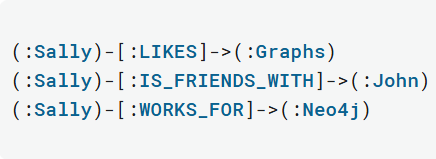 (:Sally)-[:LIKES]->(:Graphs)
(:Sally)-[:IS_FRIENDS_WITH]->(:John)
(:Sally)-[:WORKS_FOR]->(:Neo4j)